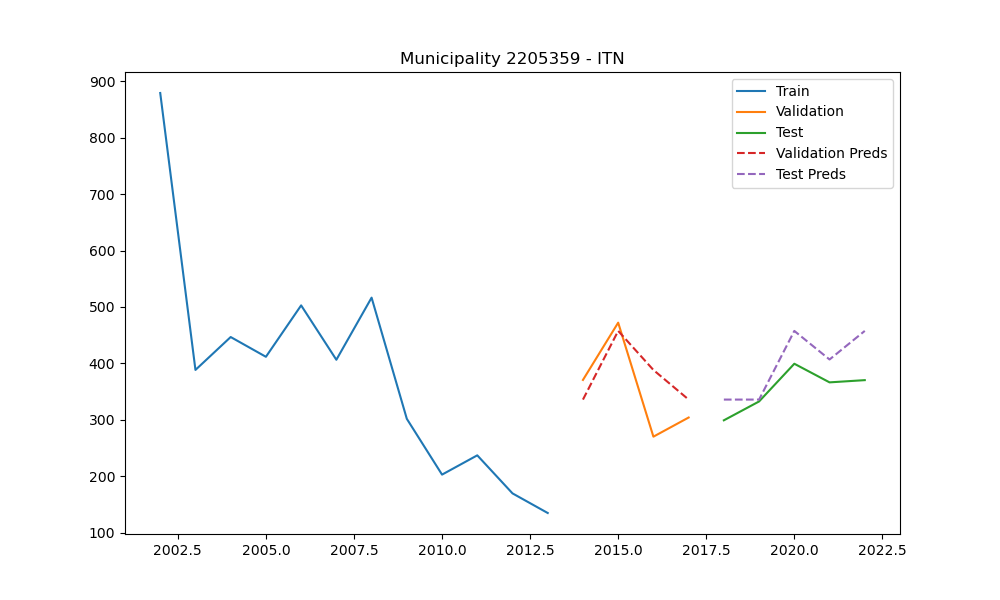 Municipality 2205359 - ITN
900
800
700
600
500
400
300
200
100
2002.5 2005.0 2007.5 2010.0 2012.5 2015.0 2017.5 2020.0 2022.5
Train
Validation
Test
Validation Preds
Test Preds